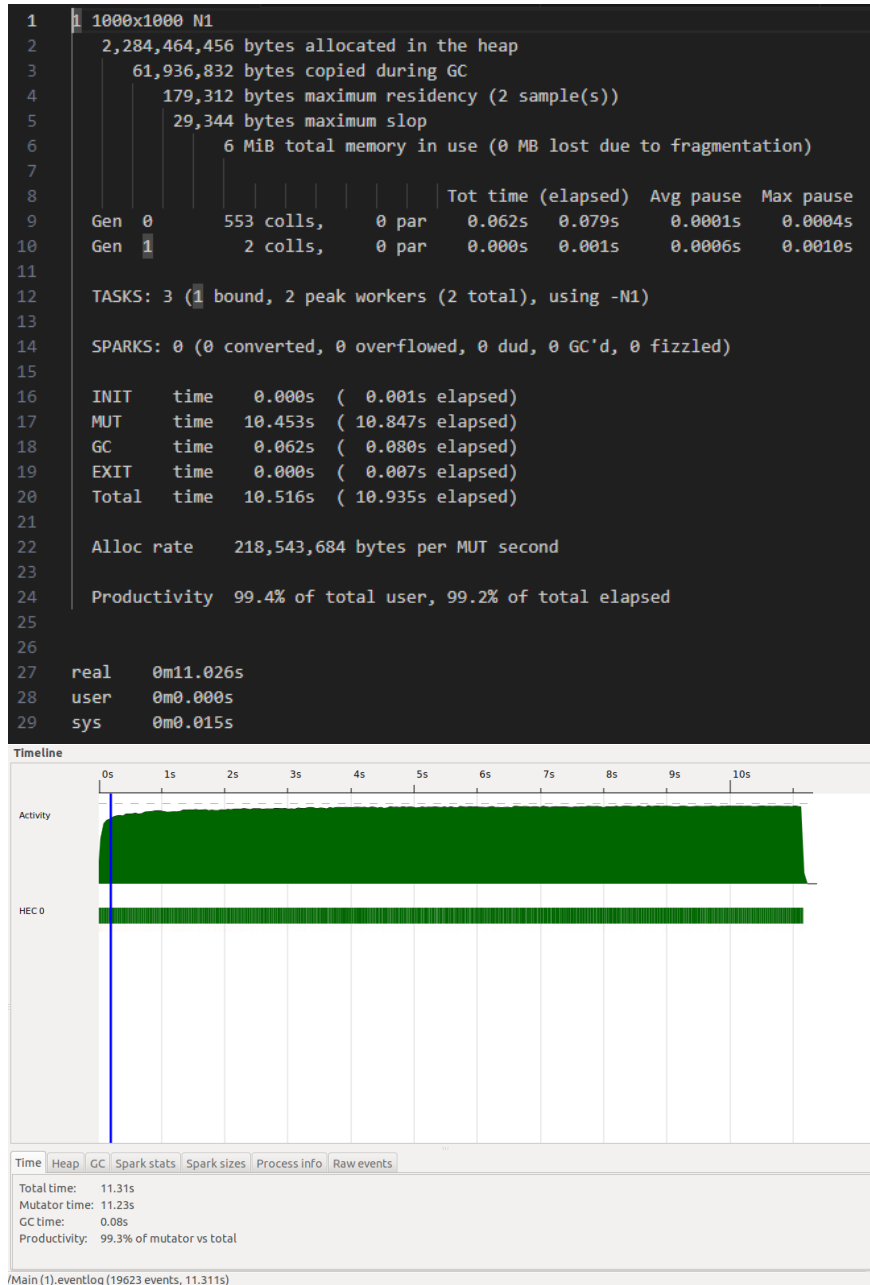 1 1 1000x1000 N1
2 2,284,464,456 bytes allocated in the heap
3 61,936,832 bytes copied during GC
4 179,312 bytes maximum residency (2 sample(s))
5 29,344 bytes maximum slop
6 6 MiB total memory in use (0 MB lost due to fragmentation)
7
8 Tot time (elapsed) Avg pause Max pause
9 Gen 0 553 colls, 0 par 0.062s 0.079s 0.0001s 0.0004s
10 Gen 1 2 colls, 0 par 0.000s 0.001s 0.0006s 0.0010s
11
12 TASKS: 3 (1 bound, 2 peak workers (2 total), using -N1)
13
14 SPARKS: 0 (0 converted, 0 overflowed, 0 dud, 0 GC'd, 0 fizzled)
15
16 INIT time 0.000s ( 0.001s elapsed)
17 MUT time 10.453s ( 10.847s elapsed)
18 GC time 0.062s ( 0.080s elapsed)
19 EXIT time 0.000s ( 0.007s elapsed)
20 Total time 10.516s ( 10.935s elapsed)
21
22 Alloc rate 218,543,684 bytes per MUT second
23
24 Productivity 99.4% of total user, 99.2% of total elapsed
25
26
27 real 0m11.026s
28 user 0m0.000s
29 sys 0m0.015s
Timeline
0s 1s 2s 3s 4s 5s 6s 7s 8s 9s 10s
Activity
HEC 0
Time Heap GC Spark stats Spark sizes Process info Raw events
Total time: 11.31s
Mutator time: 11.23s
GC time: 0.08s
Productivity: 99.3% of mutator vs total
/Main (1).eventlog (19623 events, 11.311s)